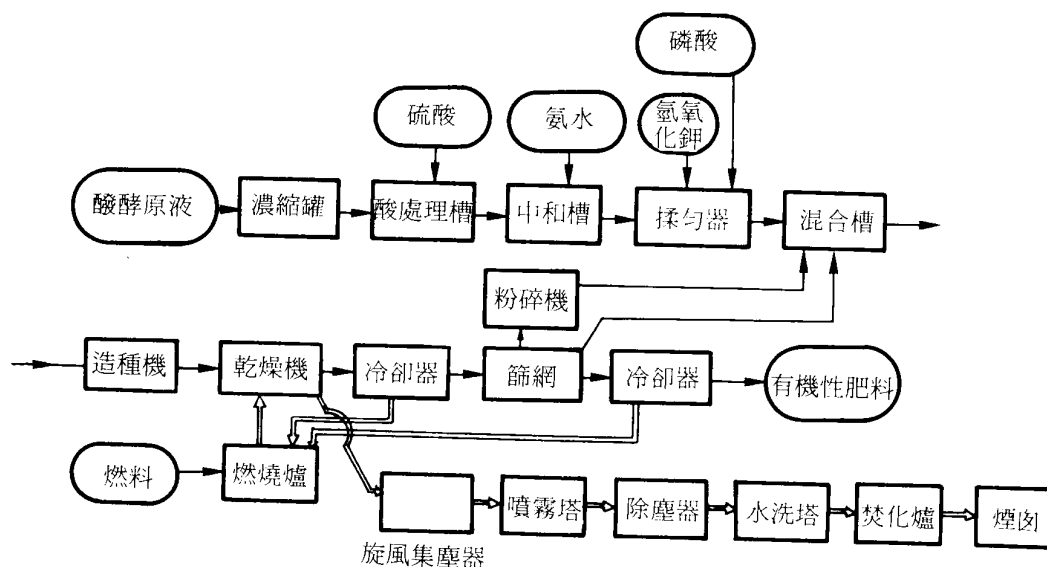 磷酸
硫酸
氨水
氫氧
化鉀
醱酵原液
濃縮罐
酸處理槽
中和槽
揉勻器
混合槽
粉碎機
造種機
乾燥機
冷卻器
篩網
冷卻器
有機性肥料
燃料
燃燒爐
噴霧塔
除塵器
水洗塔
焚化爐
煙囱
旋風集塵器